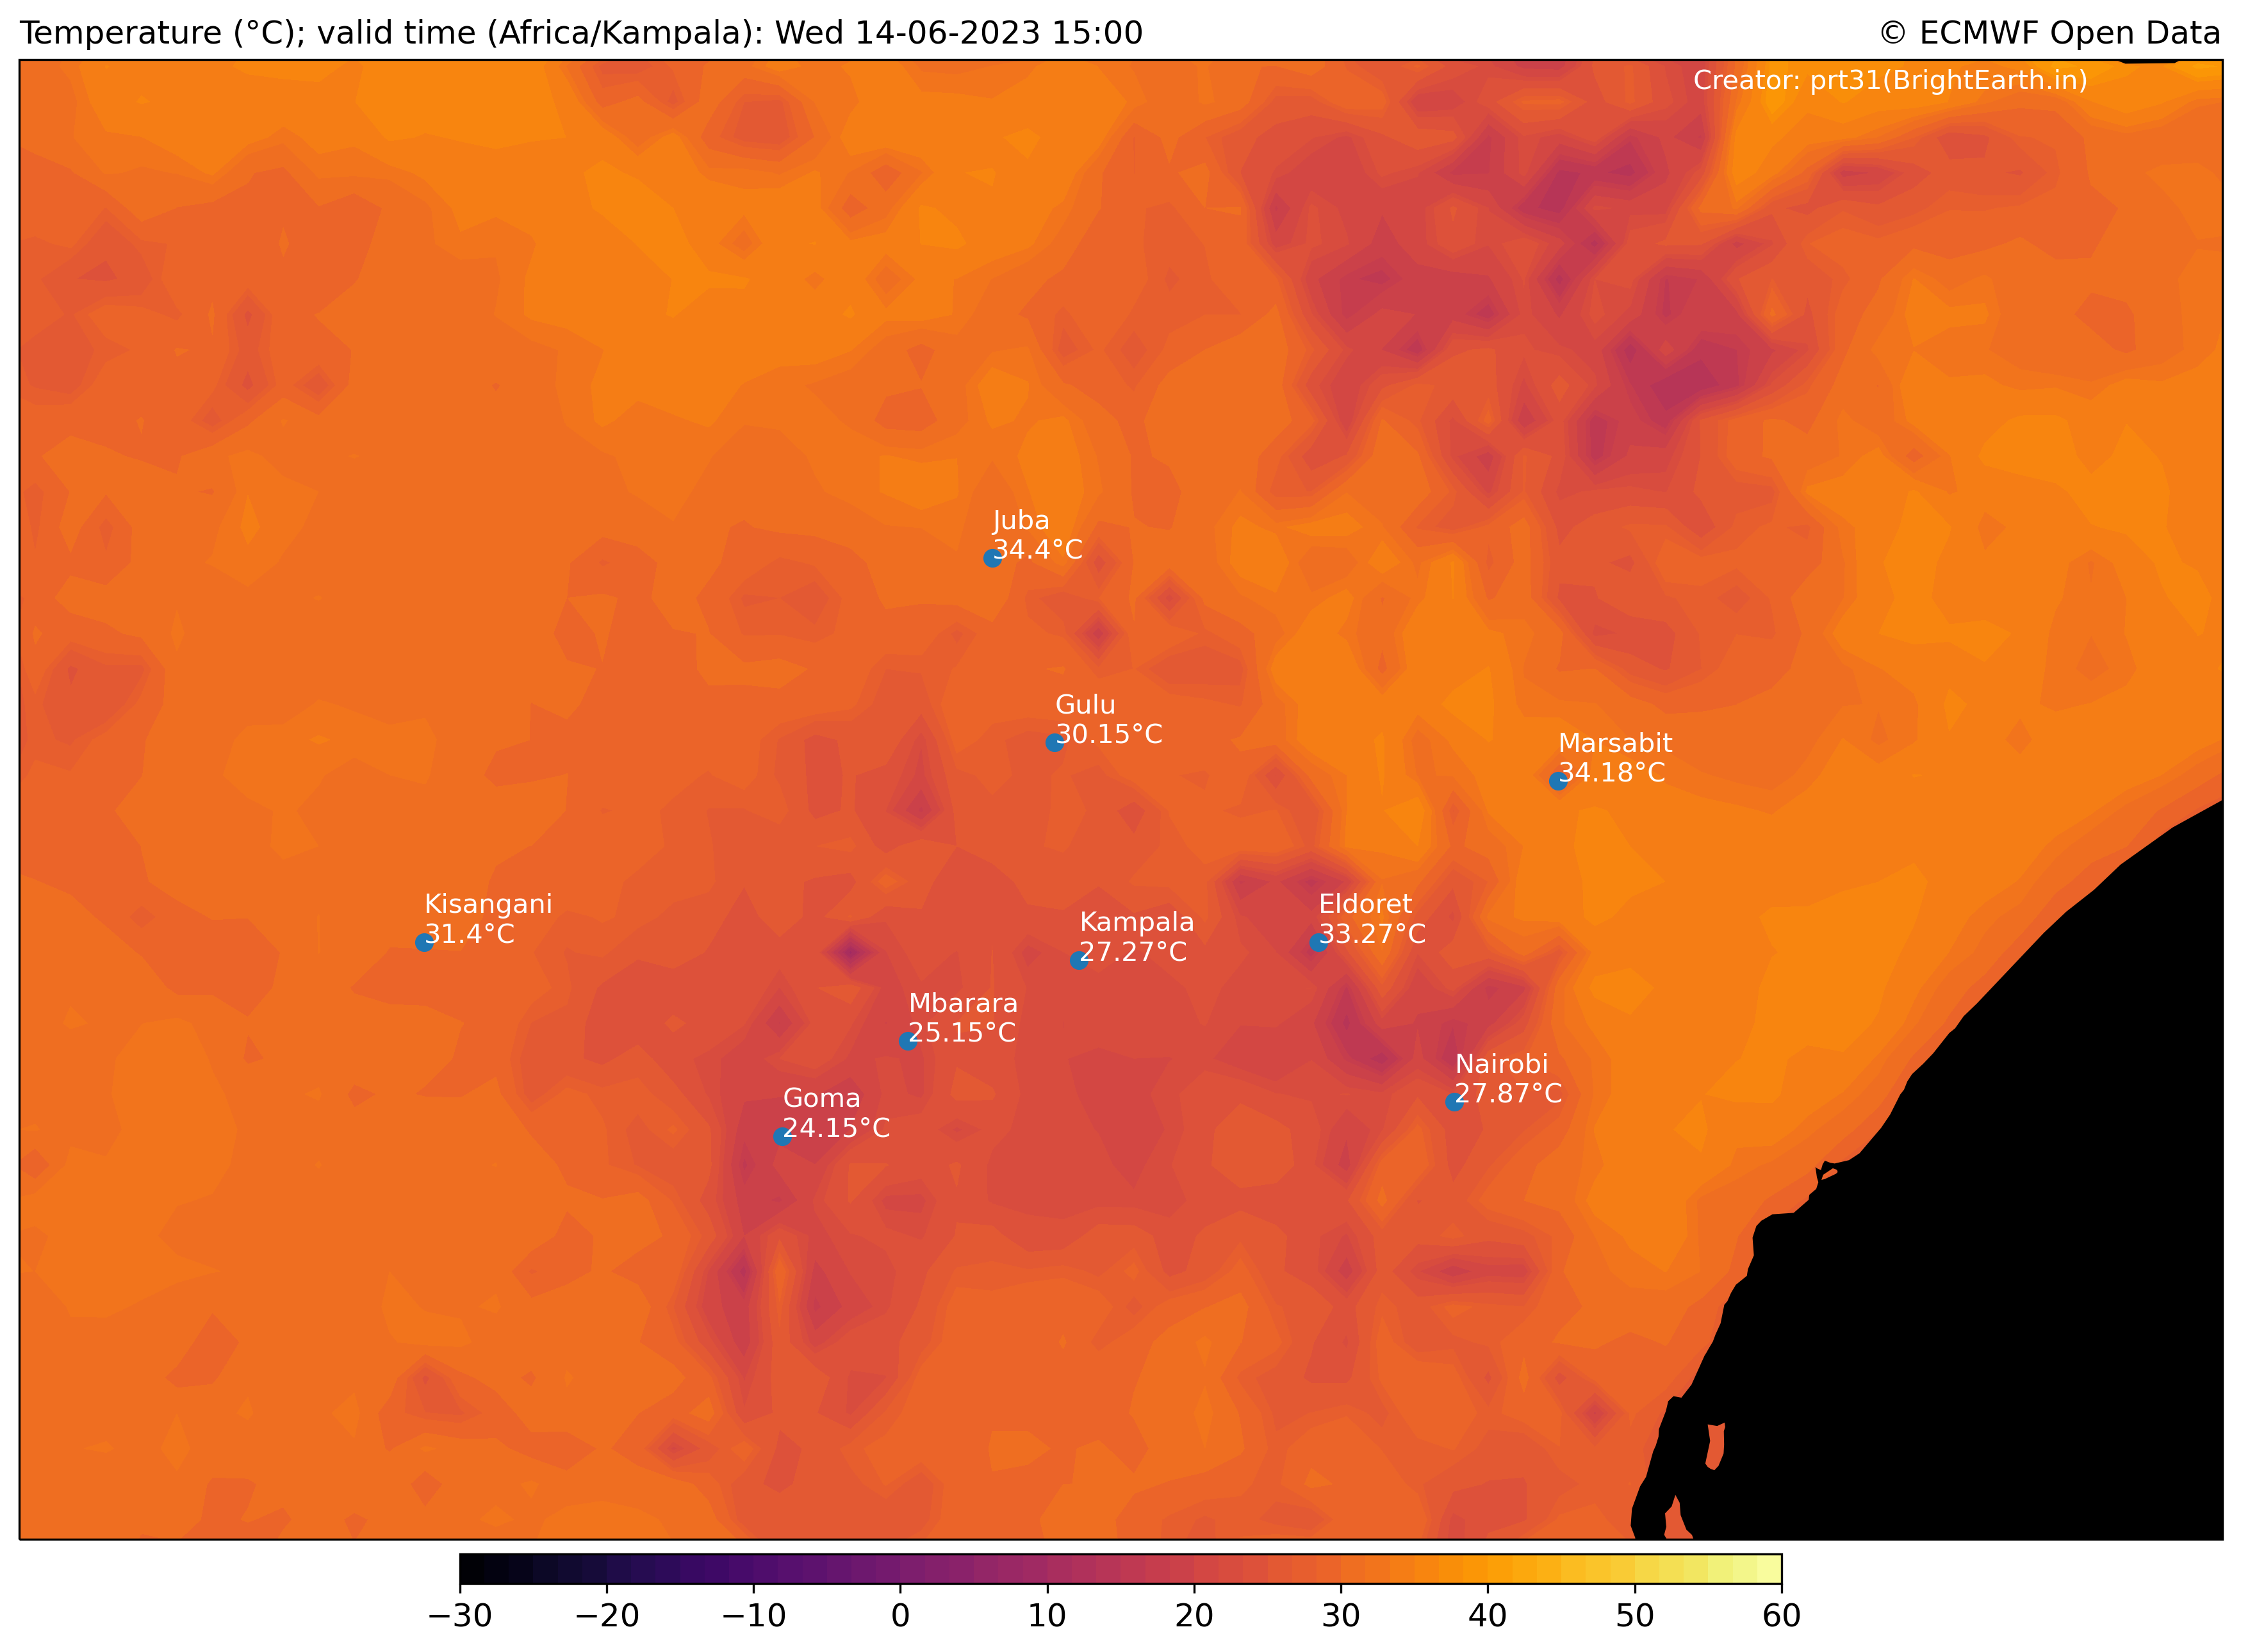 Temperature (°C); valid time (Africa/Kampala): Wed 14-06-2023 15:00
© ECMWF Open Data
Creator: prt31(BrightEarth.in)
Juba
34.4°C
Gulu
30.15°C
Marsabit
34.18°C
Kisangani
31.4°C
Kampala
27.27°C
Eldoret
33.27°C
Mbarara
25.15°C
Nairobi
27.87°C
Goma
24.15°C
−30 −20 −10 0 10 20 30 40 50 60